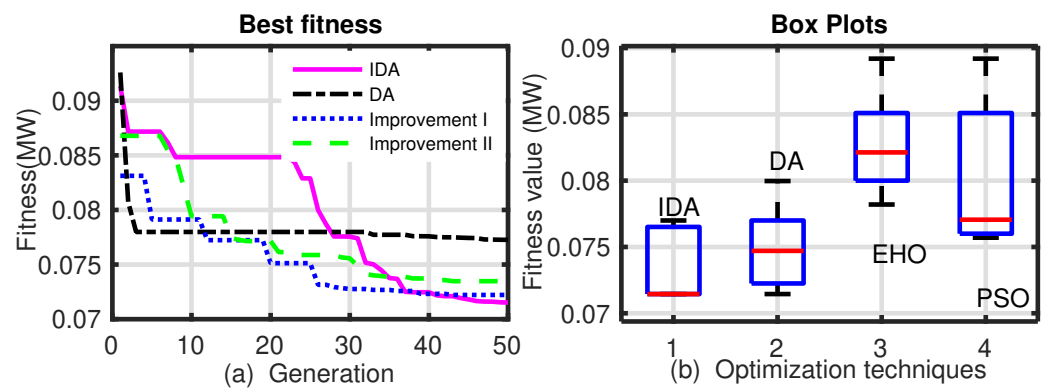 Best fitness
Fitness(MW)
0.09
0.085
0.08
0.075
0.07
0 10 20 30 40 50
IDA
DA
Improvement I
Improvement II
(a) Generation
Box Plots
Fitness value (MW)
0.09
0.085
0.08
0.075
0.07
IDA
DA
EHO
PSO
1 2 3 4
(b) Optimization techniques